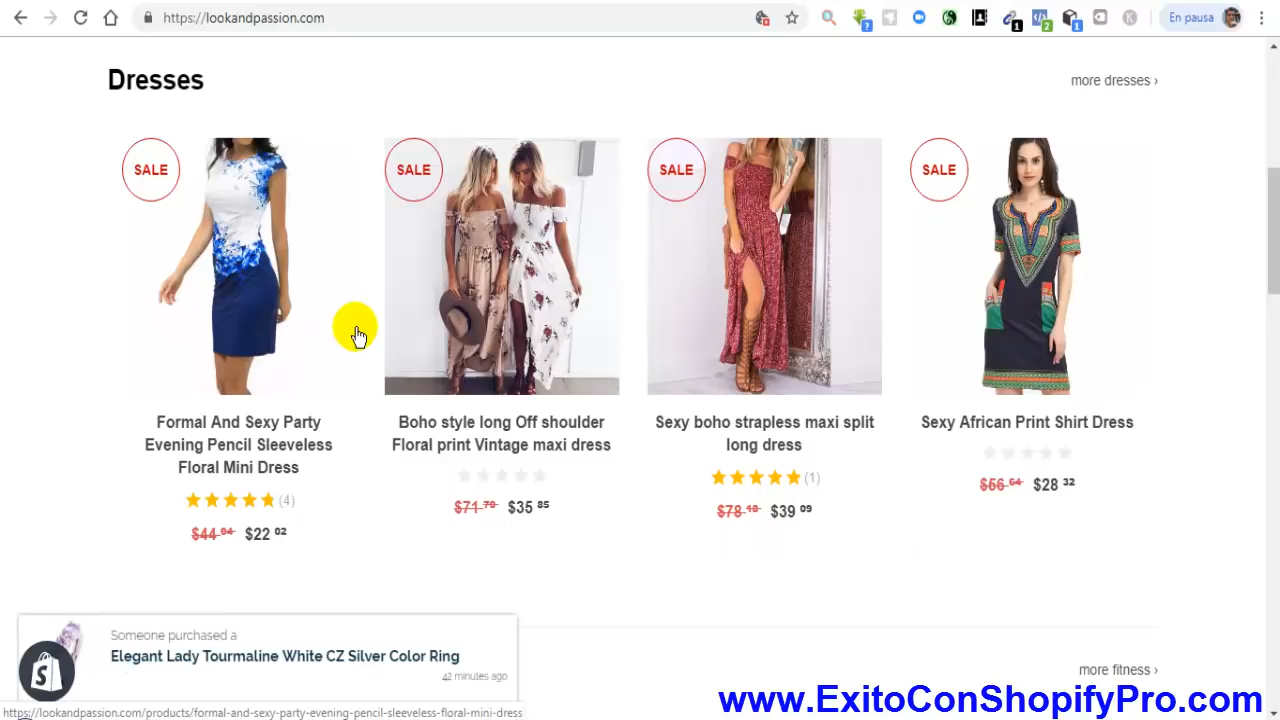 https://lookandpassion.com
En pausa
1
2
1
Dresses
more dresses ›
SALE
SALE
SALE
SALE
Formal And Sexy Party
Evening Pencil Sleeveless
Floral Mini Dress
(4)
$44.04 $22 02
Boho style long Off shoulder
Floral print Vintage maxi dress
$71.70 $35 85
Sexy boho strapless maxi split
long dress
(1)
$78.18 $39 09
Sexy African Print Shirt Dress
$56.64 $28 32
Someone purchased a
Elegant Lady Tourmaline White CZ Silver Color Ring
42 minutes ago
more fitness ›
https://lookandpassion.com/products/formal-and-sexy-party-evening-pencil-sleeveless-floral-mini-dress
www.ExitoConShopifyPro.com